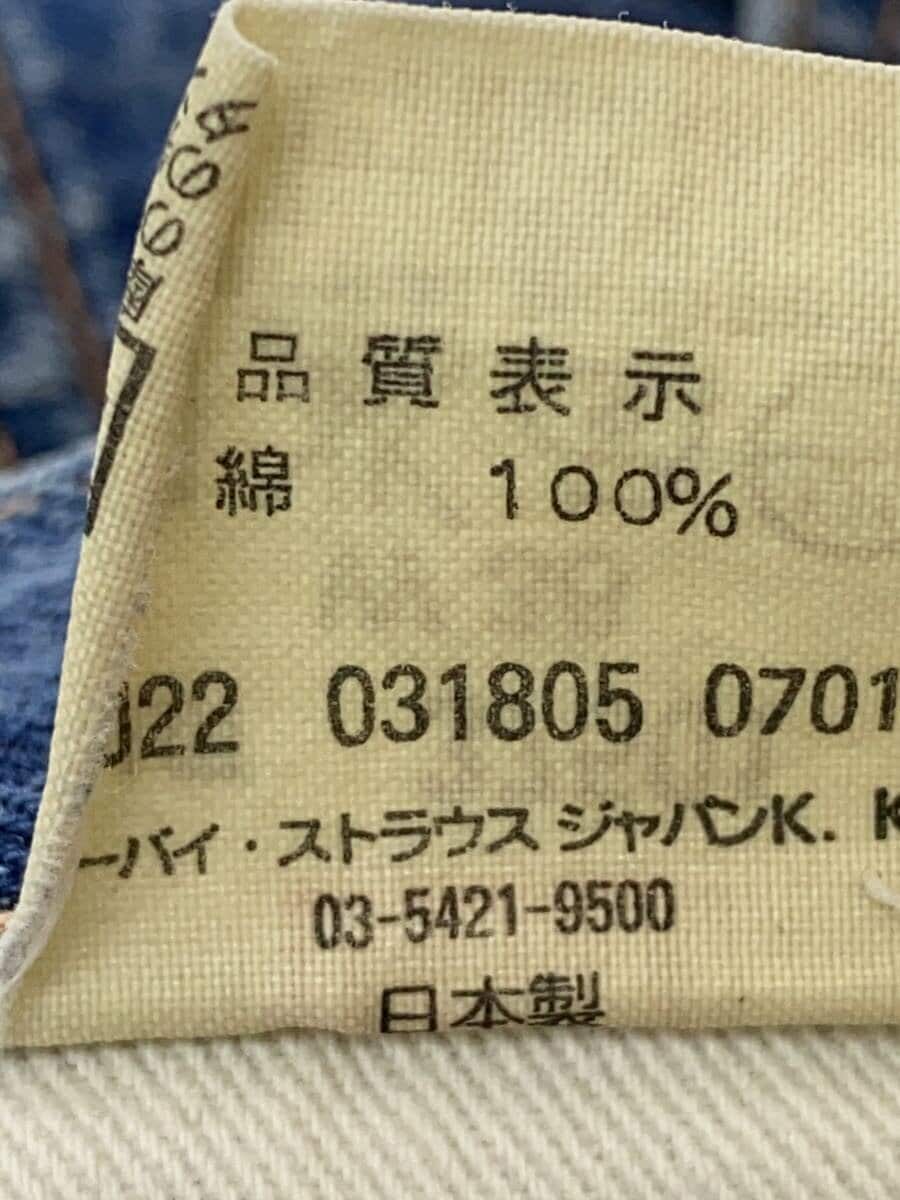 品質表示
綿 100%
022 031805 0701
ーバイ・ストラウス ジャパンK. K
03-5421-9500
日本製